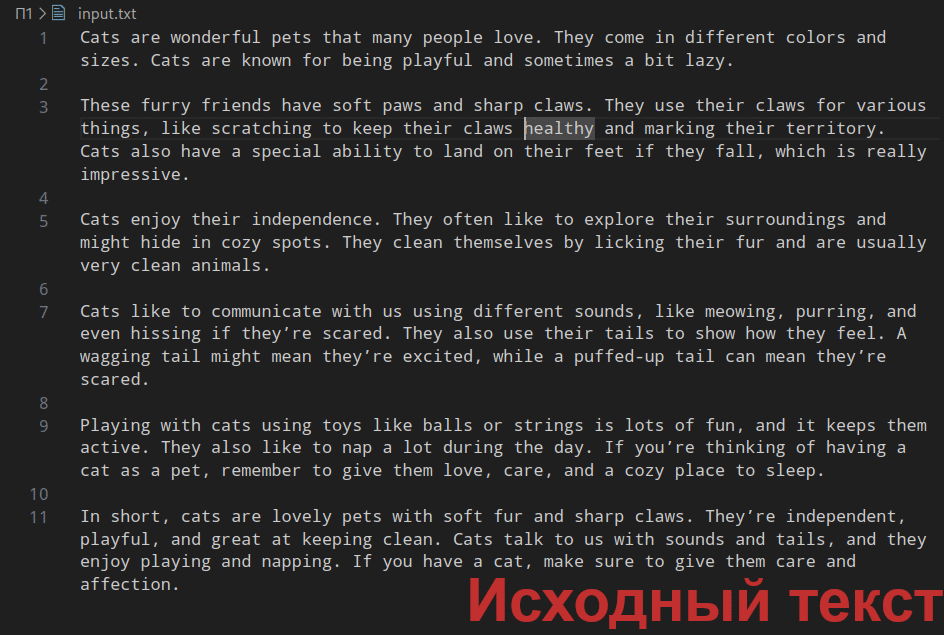 П1 > input.txt
1 Cats are wonderful pets that many people love. They come in different colors and
sizes. Cats are known for being playful and sometimes a bit lazy.
2
3 These furry friends have soft paws and sharp claws. They use their claws for various
things, like scratching to keep their claws healthy and marking their territory.
Cats also have a special ability to land on their feet if they fall, which is really
impressive.
4
5 Cats enjoy their independence. They often like to explore their surroundings and
might hide in cozy spots. They clean themselves by licking their fur and are usually
very clean animals.
6
7 Cats like to communicate with us using different sounds, like meowing, purring, and
even hissing if they’re scared. They also use their tails to show how they feel. A
wagging tail might mean they’re excited, while a puffed-up tail can mean they’re
scared.
8
9 Playing with cats using toys like balls or strings is lots of fun, and it keeps them
active. They also like to nap a lot during the day. If you’re thinking of having a
cat as a pet, remember to give them love, care, and a cozy place to sleep.
10
11 In short, cats are lovely pets with soft fur and sharp claws. They’re independent,
playful, and great at keeping clean. Cats talk to us with sounds and tails, and they
enjoy playing and napping. If you have a cat, make sure to give them care and
affection.
Исходный текст